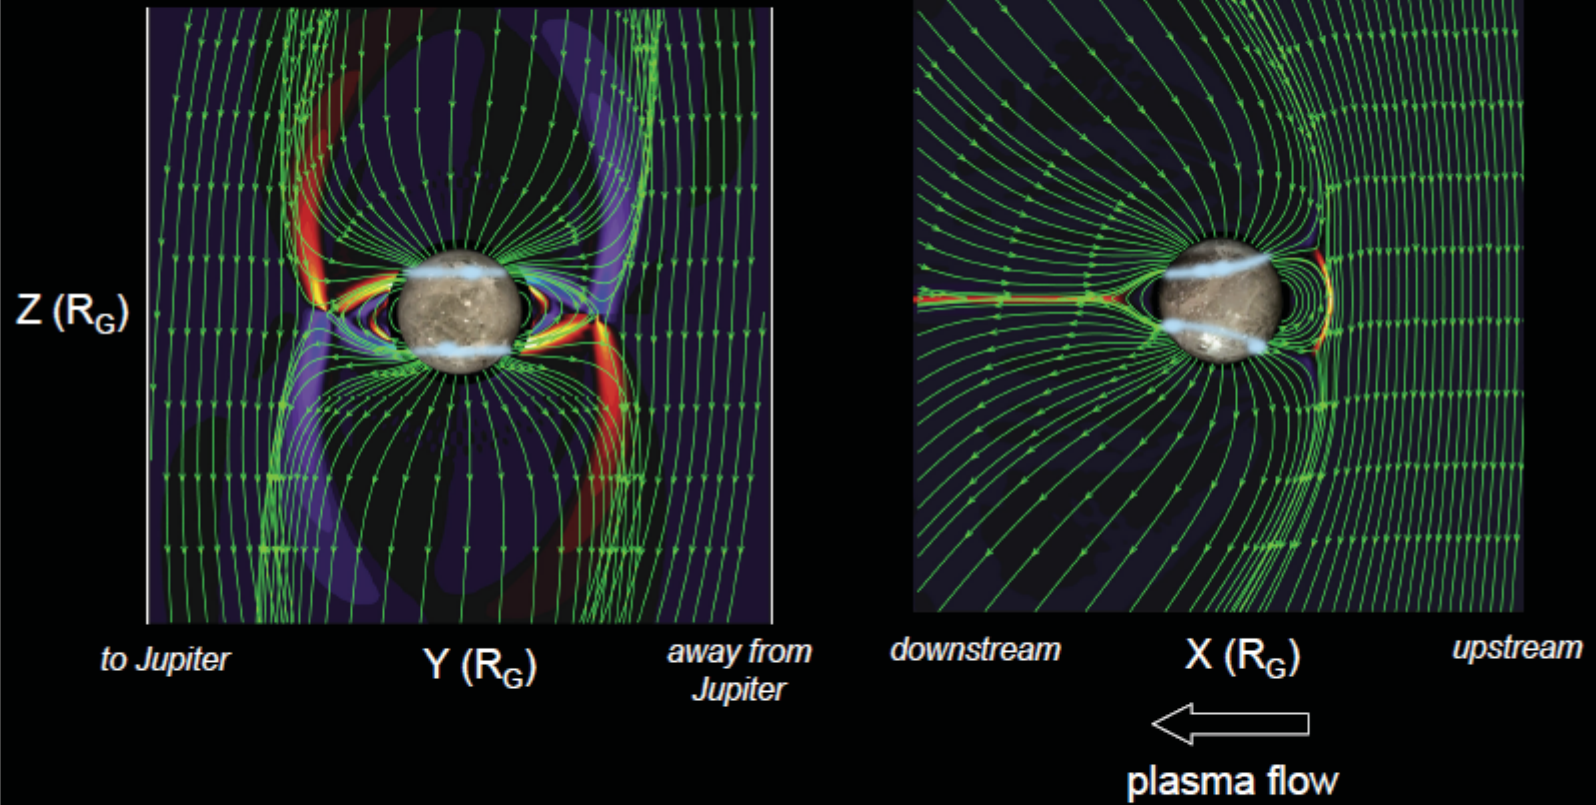 Z (RG)
to Jupiter
Y (RG)
away from
Jupiter
downstream
X (RG)
upstream
plasma flow